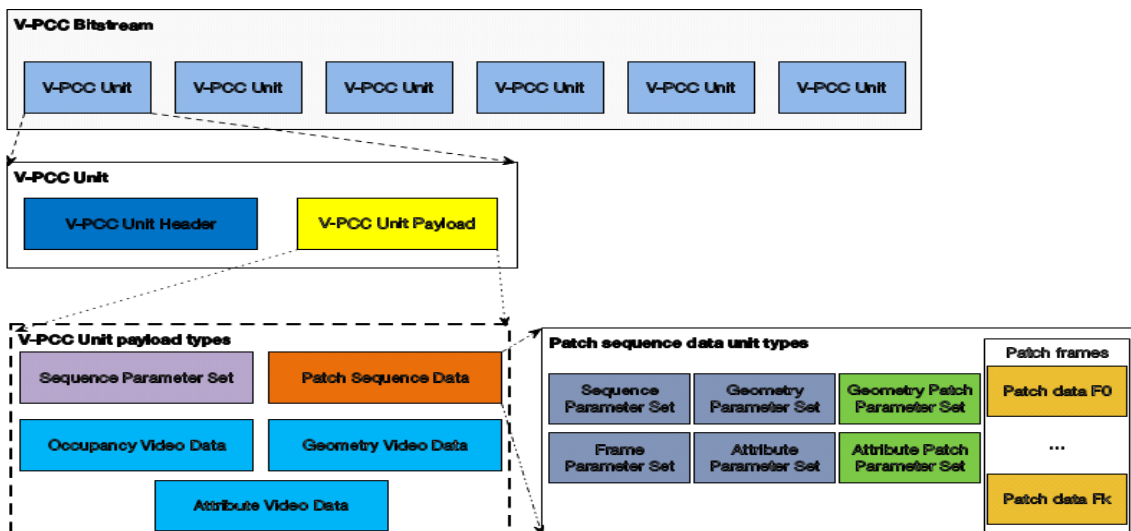 V-PCC Bitstream
V-PCC Unit
V-PCC Unit
V-PCC Unit
V-PCC Unit
V-PCC Unit
V-PCC Unit
V-PCC Unit
V-PCC Unit Header
V-PCC Unit Payload
V-PCC Unit payload types
Sequence Parameter Set
Patch Sequence Data
Occupancy Video Data
Geometry Video Data
Attribute Video Data
Patch sequence data unit types
Sequence
Parameter Set
Geometry
Parameter Set
Geometry Patch
Parameter Set
Frame
Parameter Set
Attribute
Parameter Set
Attribute Patch
Parameter Set
Patch frames
Patch data F0
...
Patch data Fk